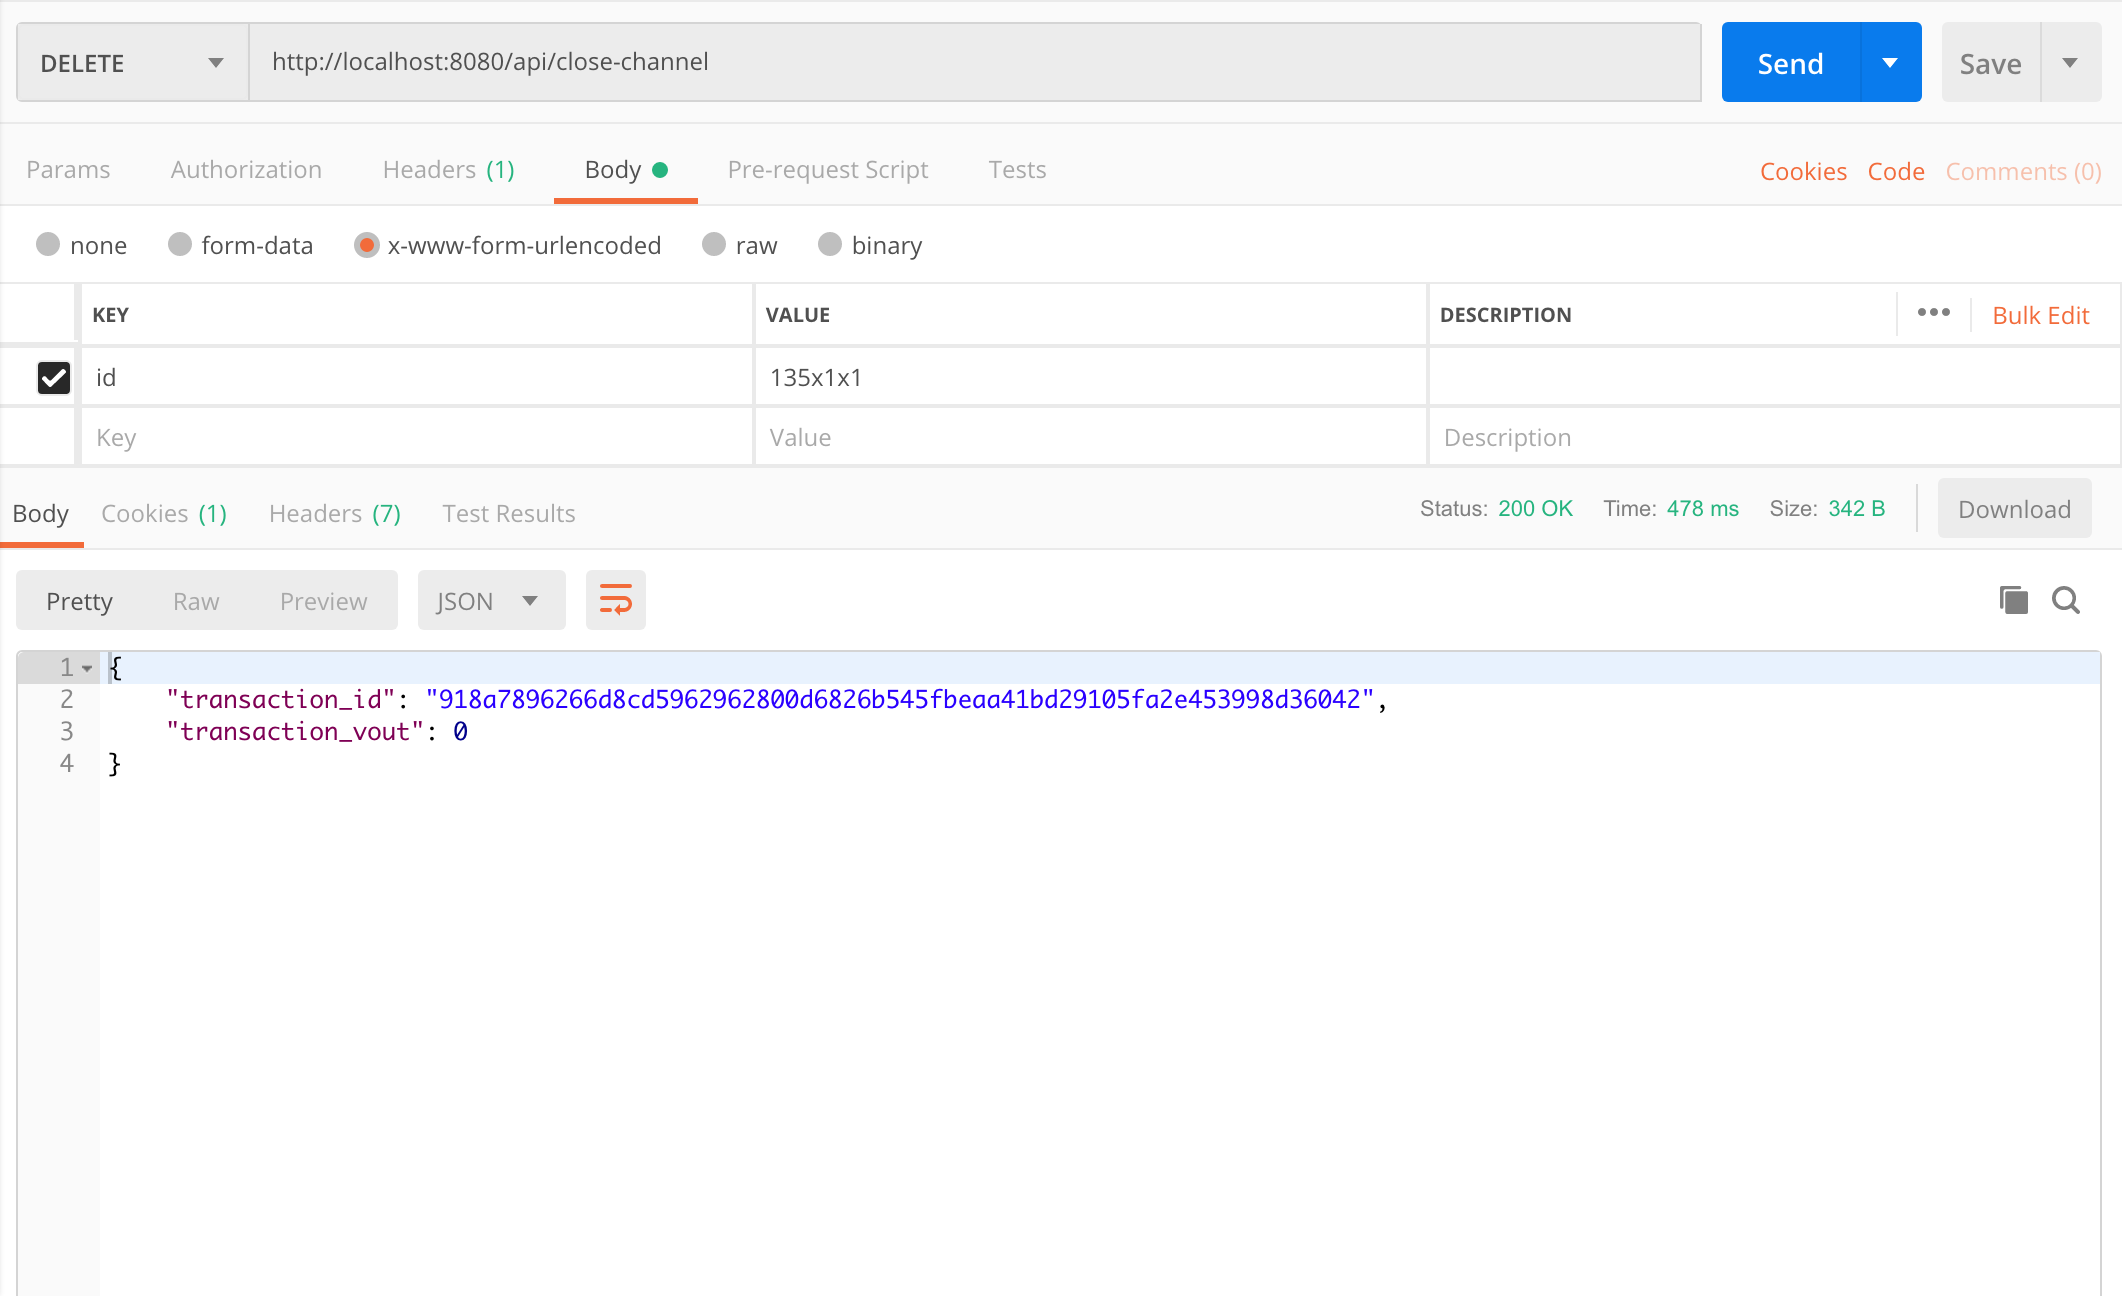 DELETE http://localhost:8080/api/close-channel Send Save
Params Authorization Headers (1) Body Pre-request Script Tests Cookies Code Comments (0)
none form-data x-www-form-urlencoded raw binary
KEY VALUE DESCRIPTION ••• Bulk Edit
id 135x1x1
Key Value Description
Body Cookies (1) Headers (7) Test Results Status: 200 OK Time: 478 ms Size: 342 B Download
Pretty Raw Preview JSON
1 {
2 "transaction_id": "918a7896266d8cd5962962800d6826b545fbeaa41bd29105fa2e453998d36042",
3 "transaction_vout": 0
4 }